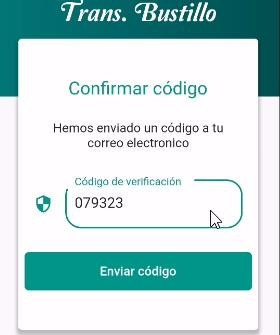 Trans. Bustillo
Confirmar código
Hemos enviado un código a tu
correo electronico
Código de verificación
079323
Enviar código